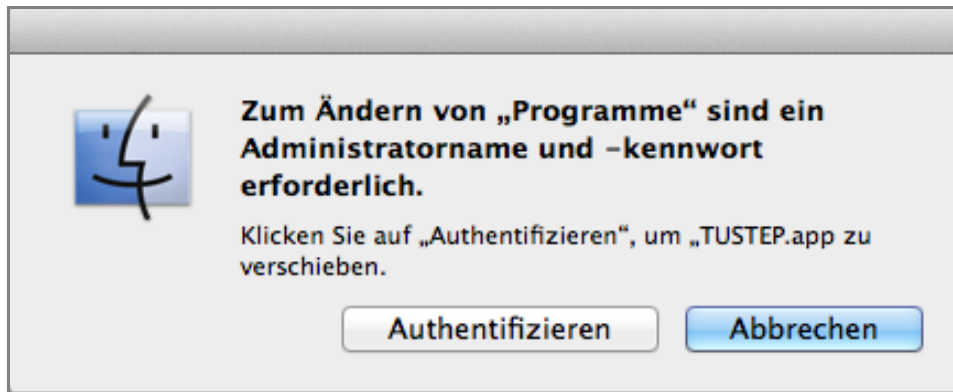 Zum Ändern von „Programme“ sind ein
Administratorname und –kennwort
erforderlich.
Klicken Sie auf „Authentifizieren“, um „TUSTEP.app zu
verschieben.
Authentifizieren Abbrechen